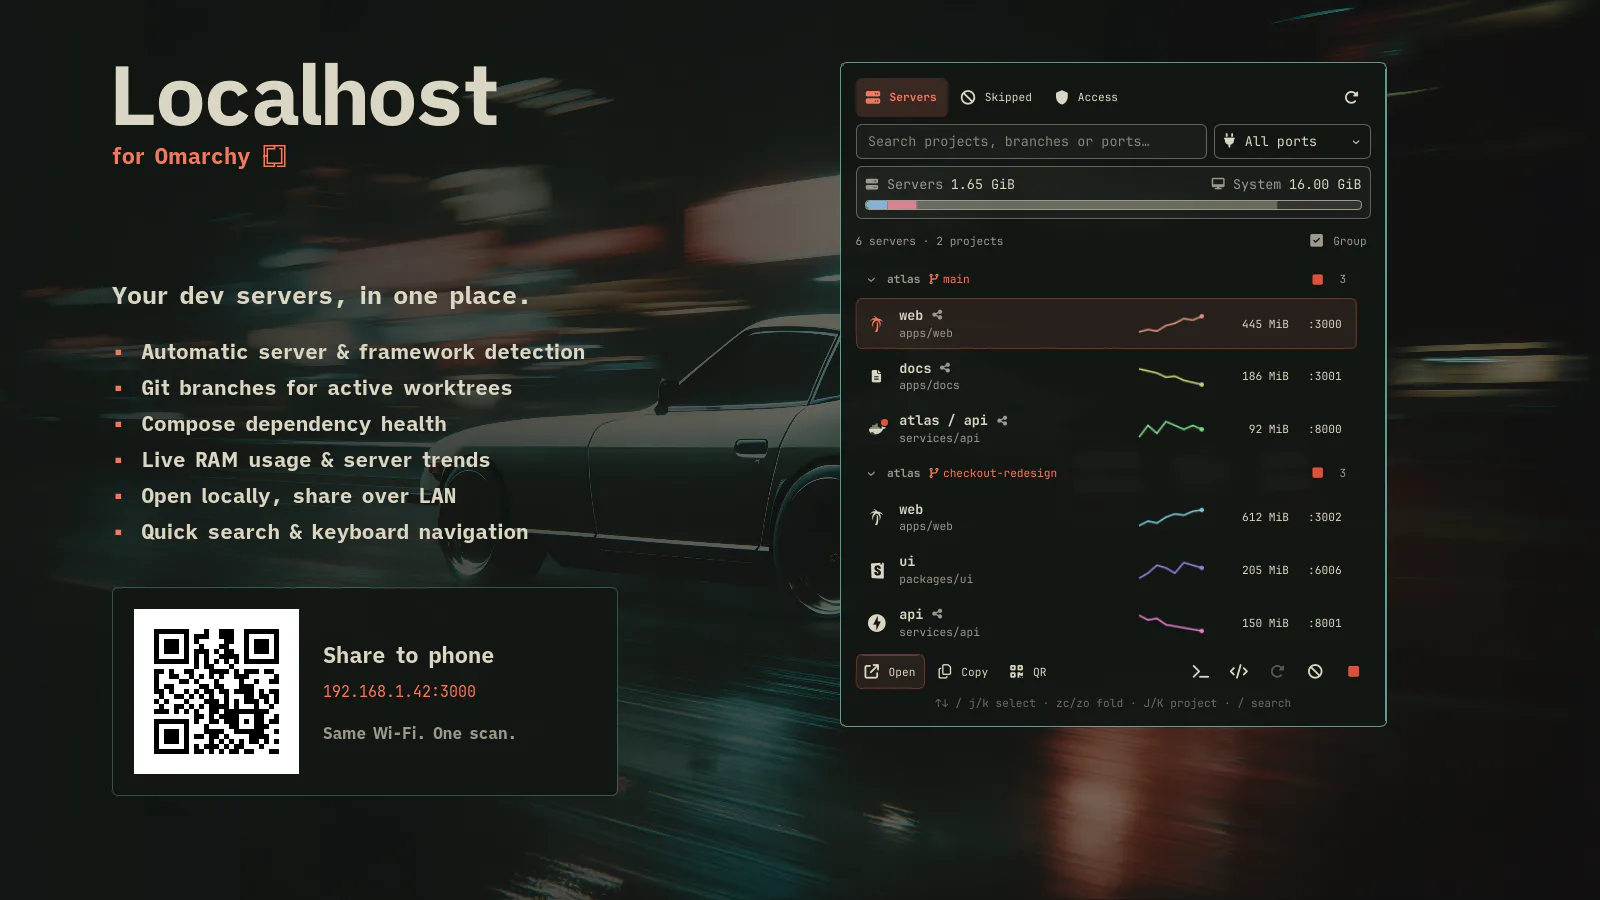 Localhost
for Omarchy
Your dev servers, in one place.
Automatic server & framework detection
Git branches for active worktrees
Compose dependency health
Live RAM usage & server trends
Open locally, share over LAN
Quick search & keyboard navigation
Share to phone
192.168.1.42:3000
Same Wi-Fi. One scan.
Servers Skipped Access
Search projects, branches or ports… All ports
Servers 1.65 GiB System 16.00 GiB
6 servers · 2 projects Group
atlas main 3
web 445 MiB :3000
apps/web
docs 186 MiB :3001
apps/docs
atlas / api 92 MiB :8000
services/api
atlas checkout-redesign 3
web 612 MiB :3002
apps/web
ui 205 MiB :6006
packages/ui
api 150 MiB :8001
services/api
Open Copy QR
↑↓ / j/k select · zc/zo fold · J/K project · / search